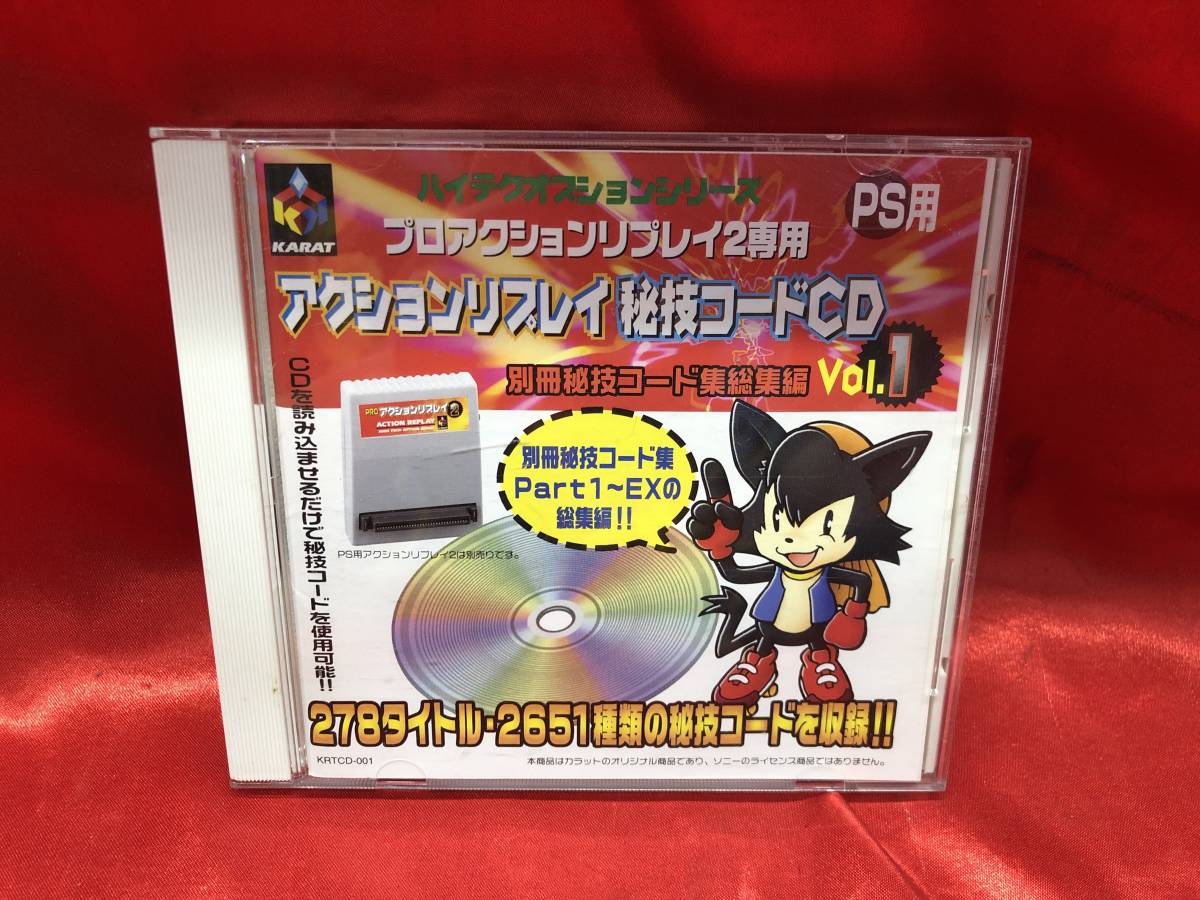 ハイテクオプションシリーズ
PS用
KARAT
プロアクションリプレイ2専用
アクションリプレイ 秘技コードCD
別冊秘技コード集総集編 Vol.1
CDを読み込ませるだけで秘技コードを使用可能!!
PRO アクションリプレイ 2
ACTION REPLAY
別冊秘技コード集
Part1~EXの
総集編!!
PS用アクションリプレイ2は別売りです。
278タイトル・2651種類の秘技コードを収録!!
KRTCD-001
本商品はカラットのオリジナル商品であり、ソニーのライセンス商品ではありません。